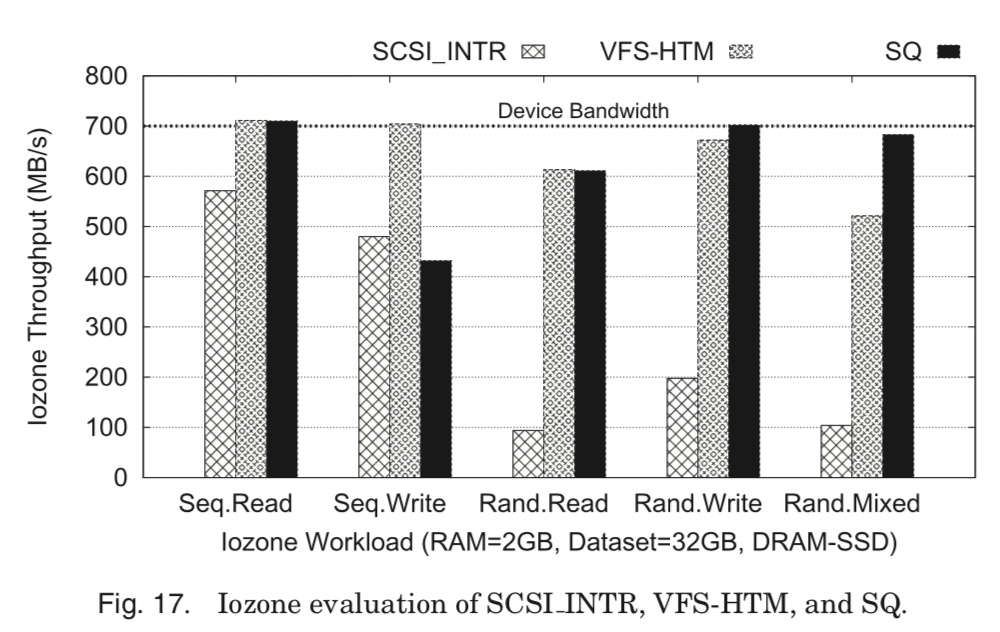 SCSI_INTR VFS-HTM SQ
800
Device Bandwidth
700
600
500
400
300
200
100
0
Iozone Throughput (MB/s)
Seq.Read Seq.Write Rand.Read Rand.Write Rand.Mixed
Iozone Workload (RAM=2GB, Dataset=32GB, DRAM-SSD)
Fig. 17. Iozone evaluation of SCSI_INTR, VFS-HTM, and SQ.